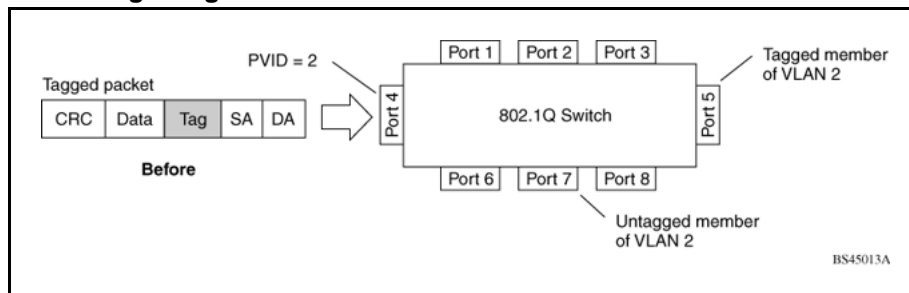 PVID = 2
Port 1
Port 2
Port 3
Tagged member
of VLAN 2
Tagged packet
CRC
Data
Tag
SA
DA
Port 4
802.1Q Switch
Port 5
Before
Port 6
Port 7
Port 8
Untagged member
of VLAN 2
BS45013A